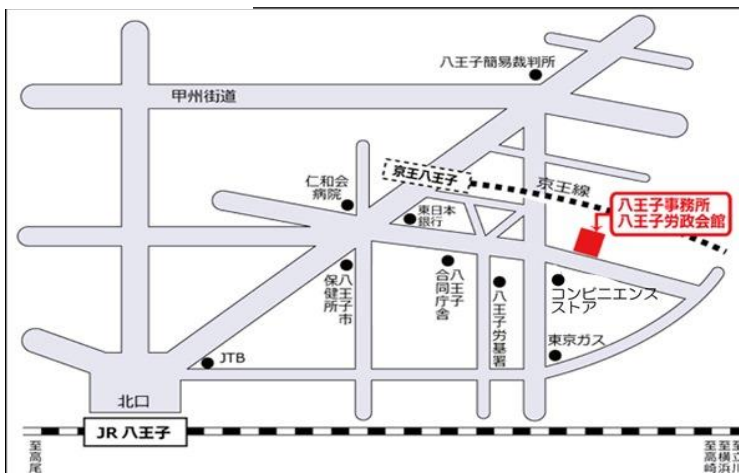 八王子簡易裁判所
甲州街道
京王八王子
京王線
仁和会
病院
東日本
銀行
八王子事務所
八王子労政会館
八王子市
保健所
八王子
合同庁舎
八王子労基署
コンビニエンス
ストア
東京ガス
JTB
北口
JR 八王子
至高尾
至立川
至横浜
至高崎